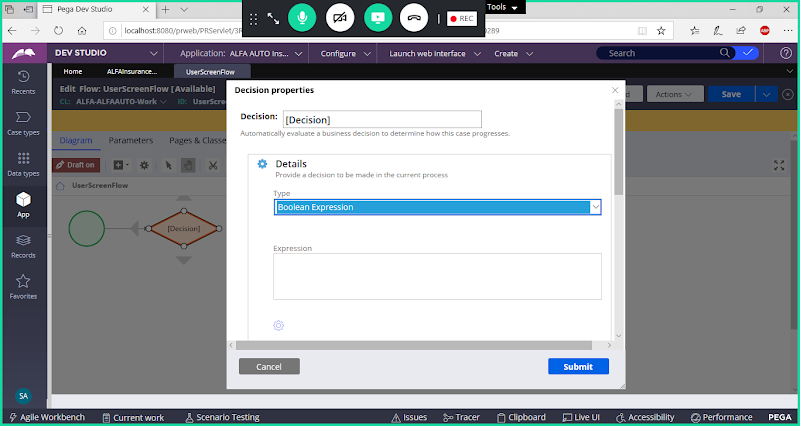 Pega Dev Studio
Tools
REC
localhost:8080/prweb/PRServlet/3R
0289
DEV STUDIO
Application: ALFA AUTO Ins...
Configure
Launch web interface
Create
Search
Home
ALFAInsurance...
UserScreenFlow
Recents
Case types
Data types
App
Records
Favorites
SA
Edit Flow: UserScreenFlow [Available]
CL: ALFA-ALFAAUTO-Work
ID: UserScre
d
Actions
Save
Diagram
Parameters
Pages & Classes
Draft on
UserScreenFlow
[Decision]
Decision properties
Decision: [Decision]
Automatically evaluate a business decision to determine how this case progresses.
Details
Provide a decision to be made in the current process
Type
Boolean Expression
Expression
Cancel
Submit
Agile Workbench
Current work
Scenario Testing
Issues
Tracer
Clipboard
Live UI
Accessibility
Performance
PEGA